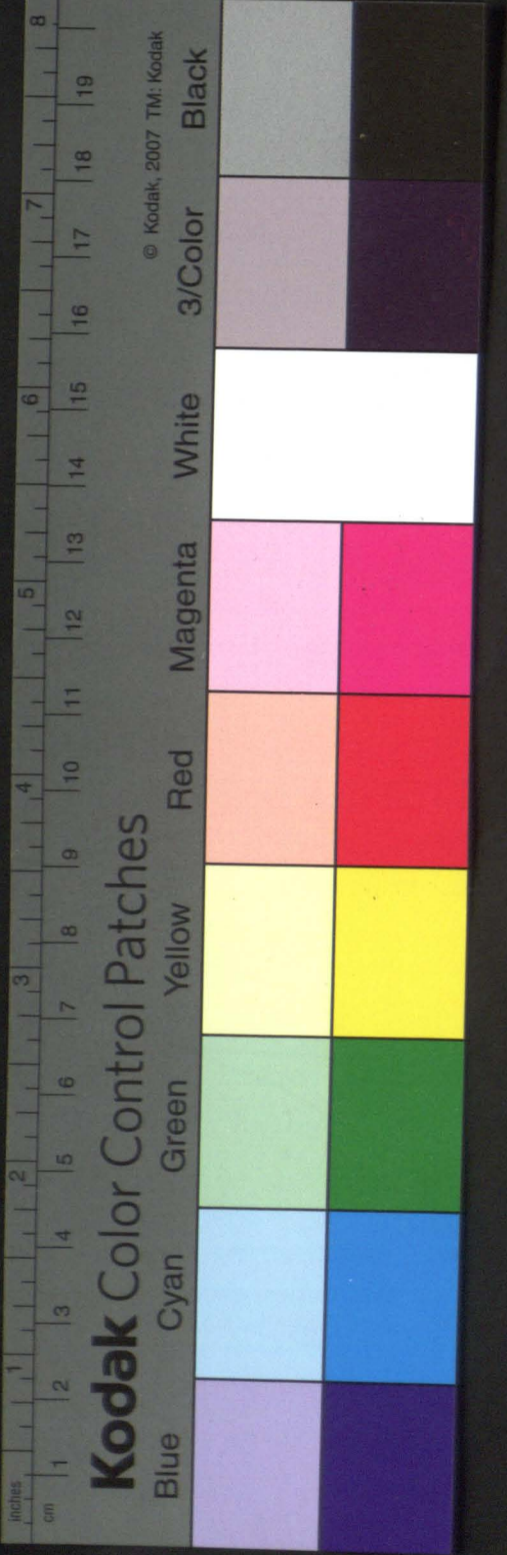 inches 1 2 3 4 5 6 7 8
cm 1 2 3 4 5 6 7 8 9 10 11 12 13 14 15 16 17 18 19
Kodak Color Control Patches
© Kodak, 2007 TM: Kodak
Blue Cyan Green Yellow Red Magenta White 3/Color Black